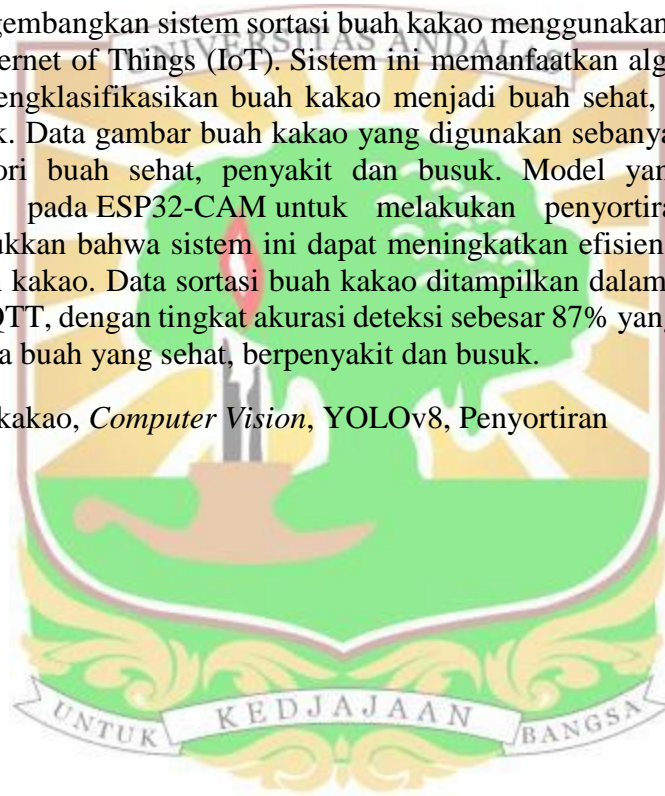 gembangkan sistem sortasi buah kakao menggunakan
ernet of Things (IoT). Sistem ini memanfaatkan alg
engklasifikasikan buah kakao menjadi buah sehat,
k. Data gambar buah kakao yang digunakan sebanya
ori buah sehat, penyakit dan busuk. Model yan
pada ESP32-CAM untuk melakukan penyortira
ukkan bahwa sistem ini dapat meningkatkan efisien
kakao. Data sortasi buah kakao ditampilkan dalam
QTT, dengan tingkat akurasi deteksi sebesar 87% yang
a buah yang sehat, berpenyakit dan busuk.
kakao, Computer Vision, YOLOv8, Penyortiran
UNIVERSITAS ANDALAS
UNTUK KEDJAJAAN BANGSA